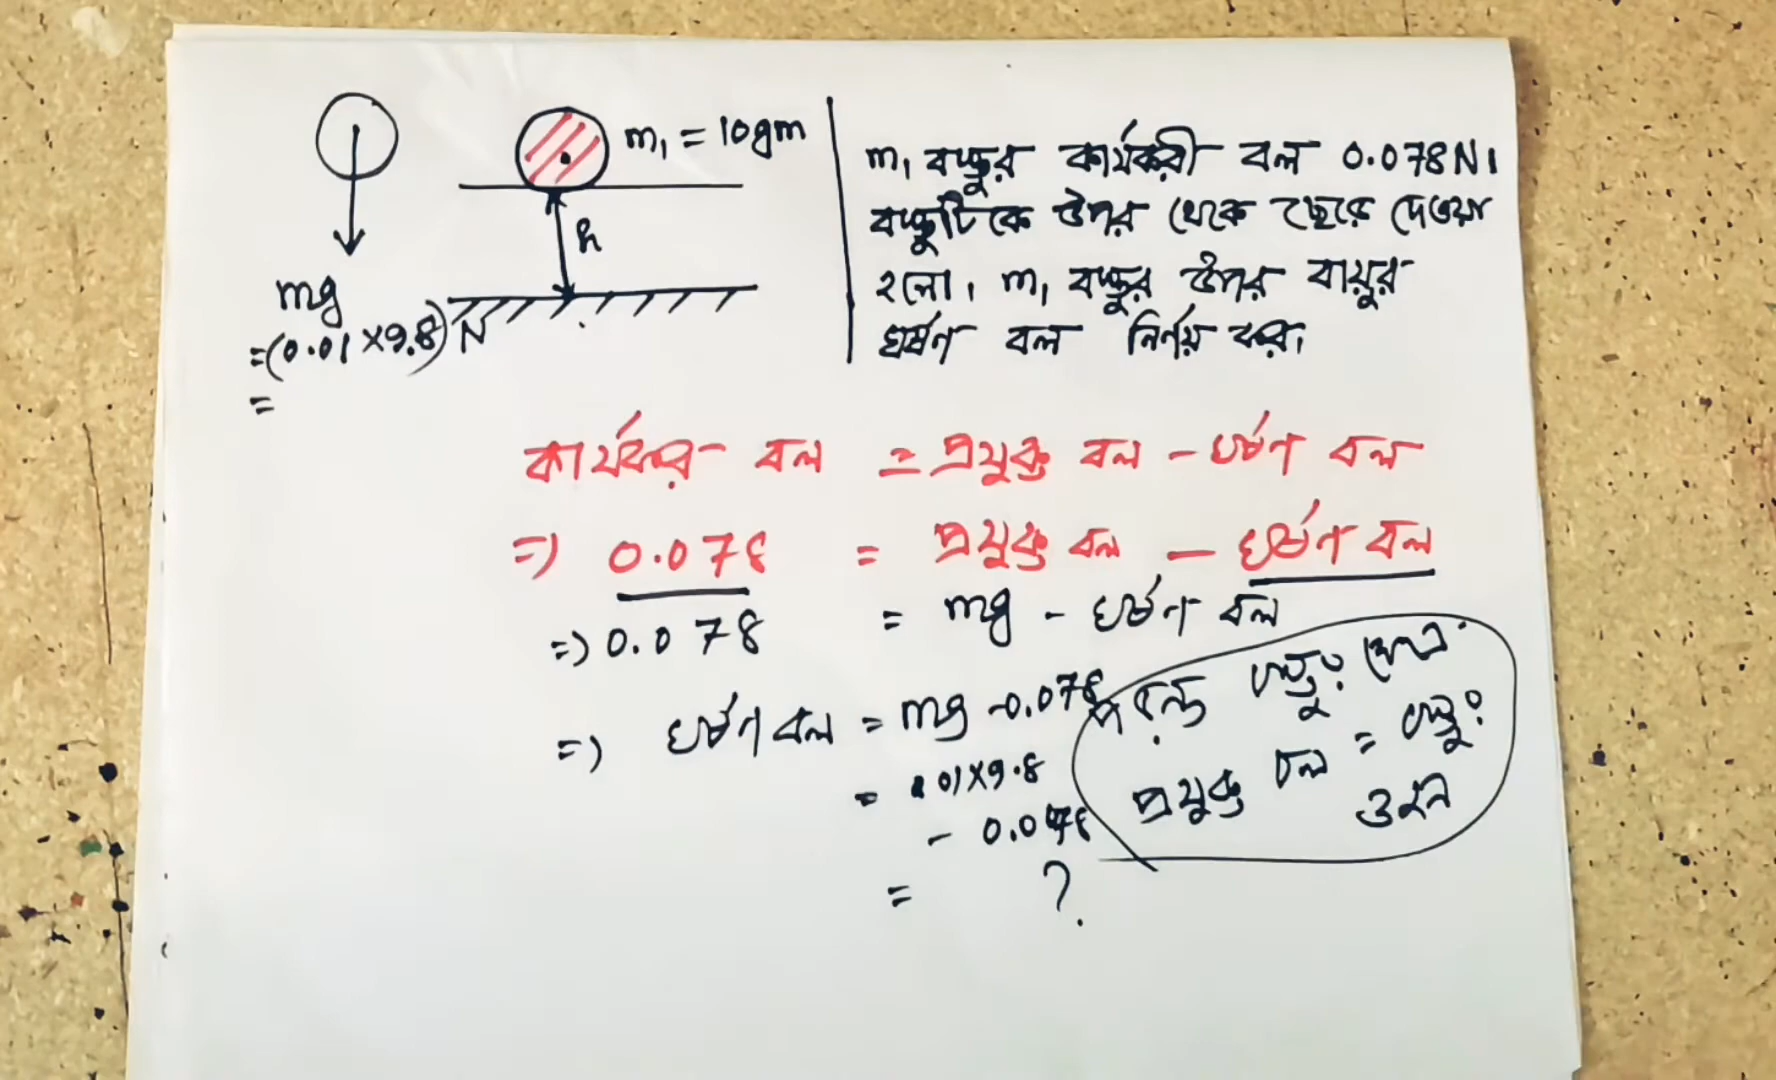 m₁ = 10gm
h
mg
=(0.01 ×9.8)N
=
m₁ বস্তুর কার্যকরী বল 0.078N।
বস্তুটিকে উপর থেকে ছেরে দেওয়া
হলো। m₁ বস্তুর উপর বায়ুর
ঘর্ষণ বল নির্ণয় কর।
কার্যকর বল = প্রযুক্ত বল - ঘর্ষণ বল
=) 0.078 = প্রযুক্ত বল - ঘর্ষণ বল
=) 0.078 = mg - ঘর্ষণ বল
=) ঘর্ষণ বল = mg -0.078
= .01×9.8
- 0.078
= ?
পরন্ত বস্তুর
প্রযুক্ত বল = বস্তুর
ওজন